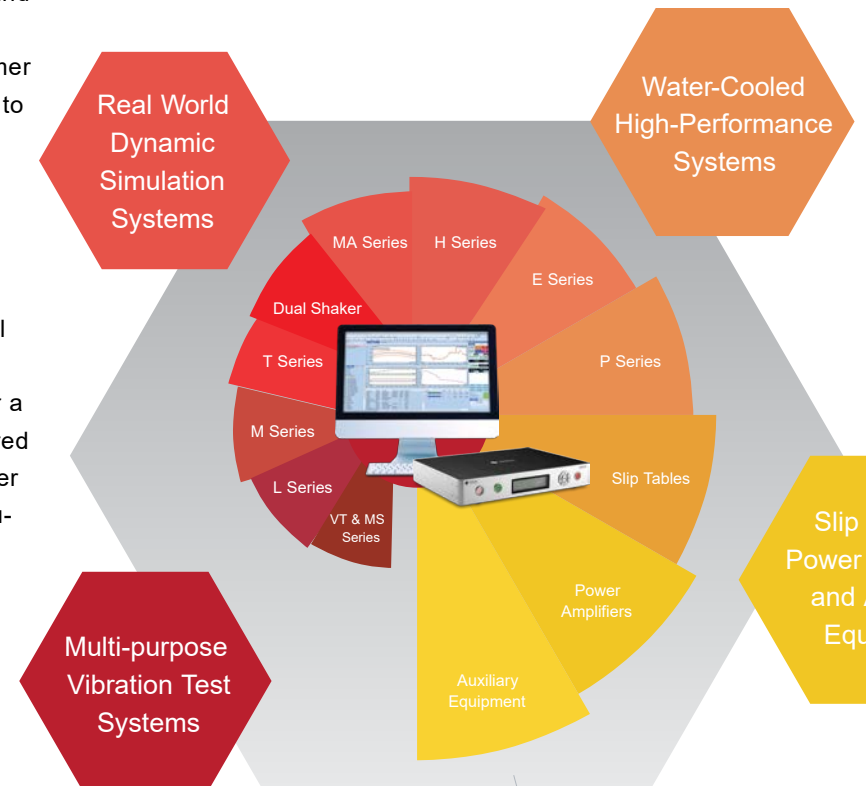 to
Real World
Dynamic
Simulation
Systems
Water-Cooled
High-Performance
Systems
MA Series
H Series
E Series
Dual Shaker
T Series
P Series
a
M Series
L Series
Slip Tables
VT & MS
Series
Slip
Power
and
Power
Amplifiers
Auxiliary
Equipment
Multi-purpose
Vibration Test
Systems